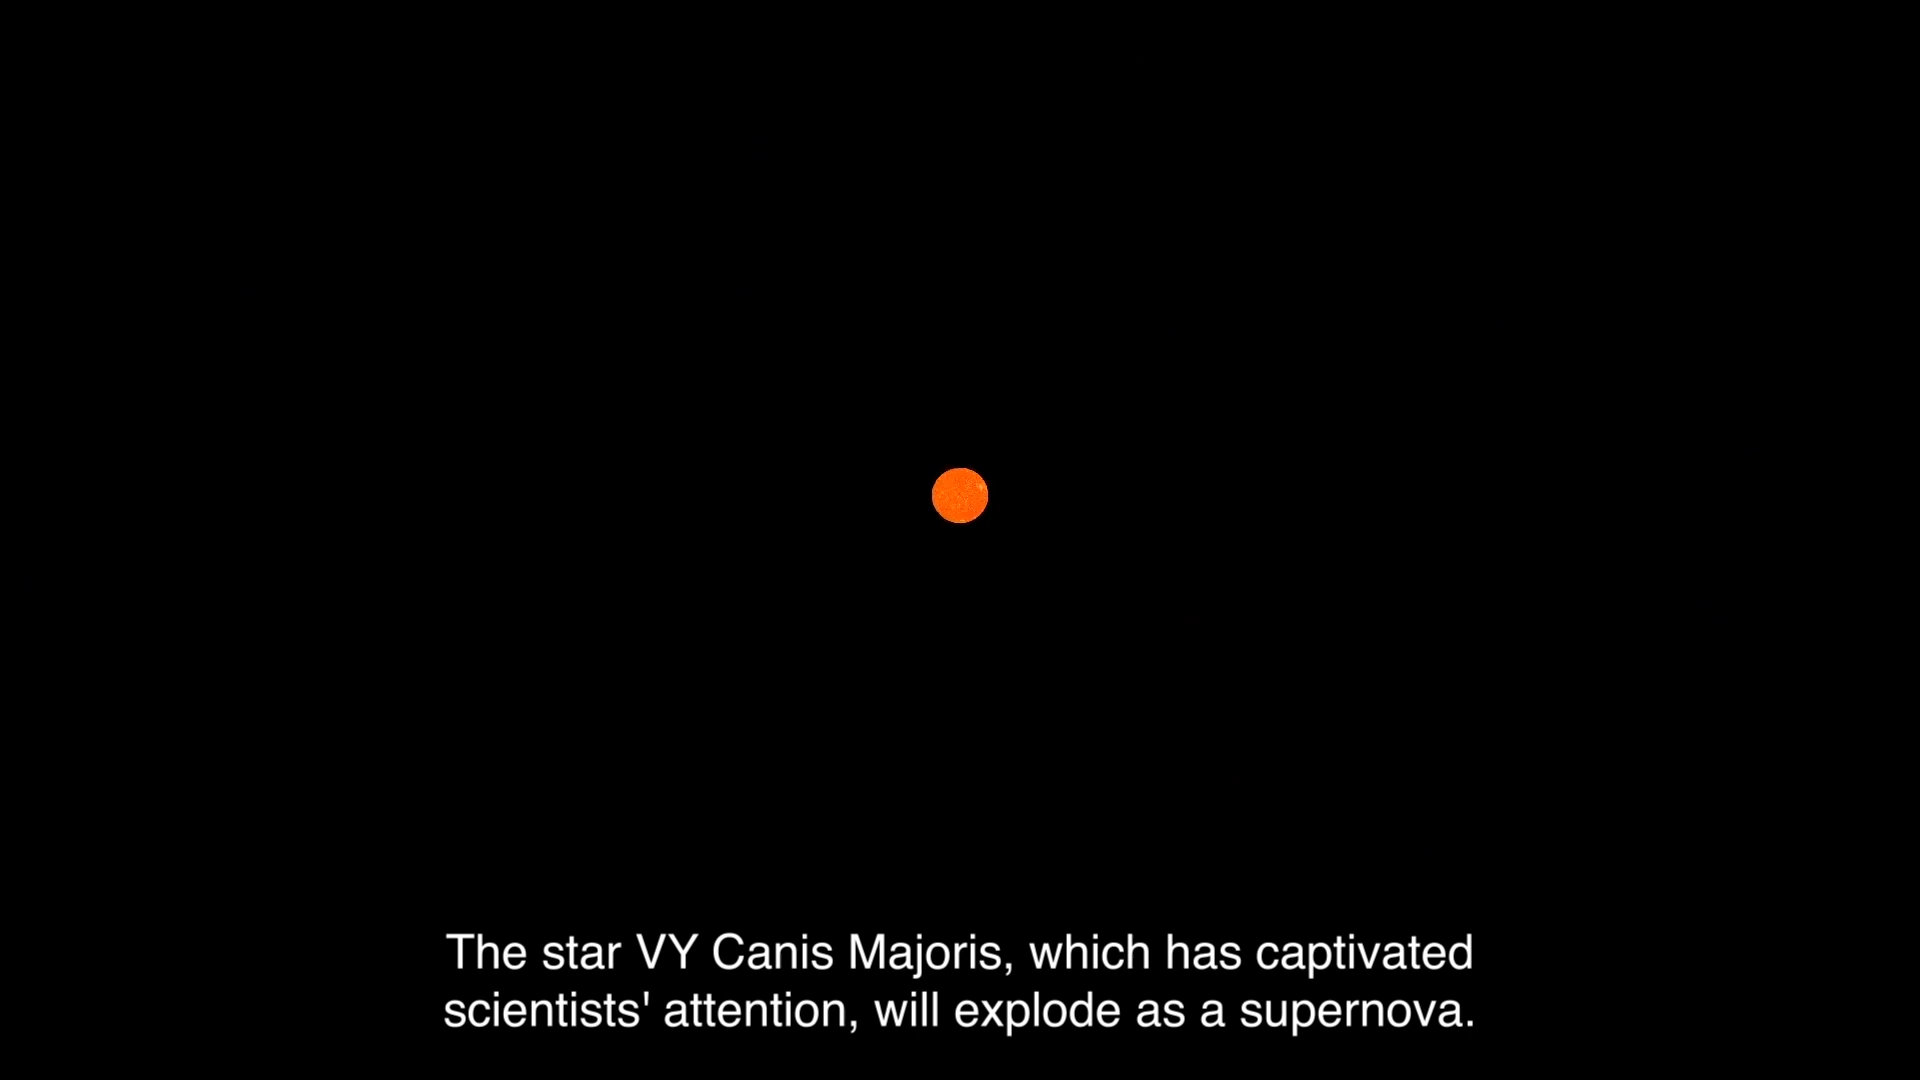 The star VY Canis Majoris, which has captivated
scientists' attention, will explode as a supernova.